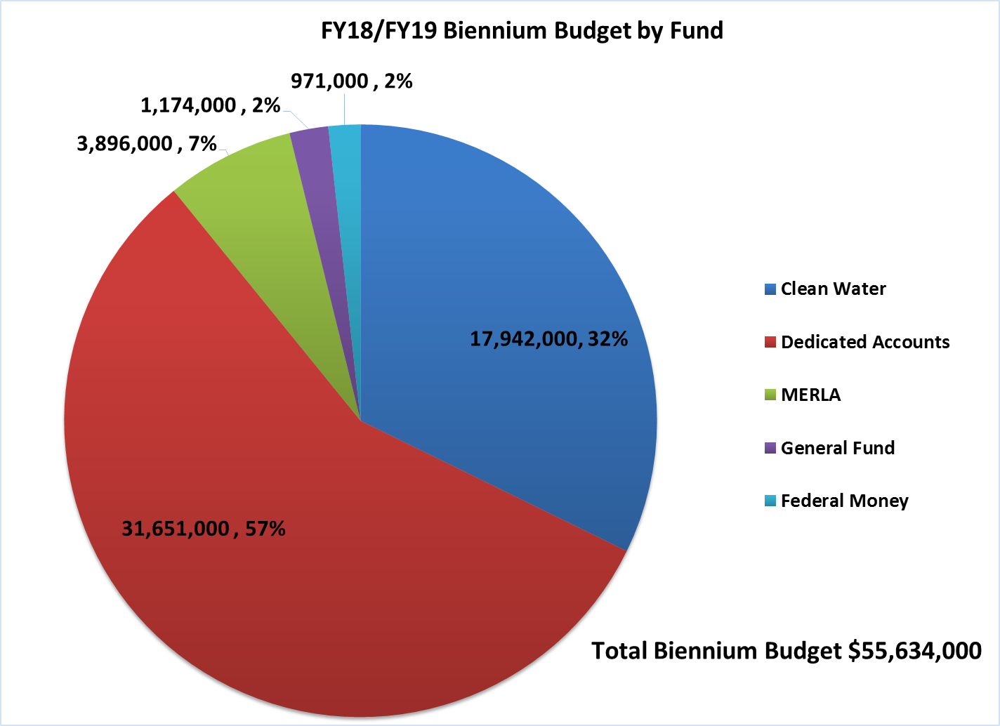 FY18/FY19 Biennium Budget by Fund
971,000 , 2%
1,174,000 , 2%
3,896,000 , 7%
17,942,000, 32%
31,651,000 , 57%
Clean Water
Dedicated Accounts
MERLA
General Fund
Federal Money
Total Biennium Budget $55,634,000